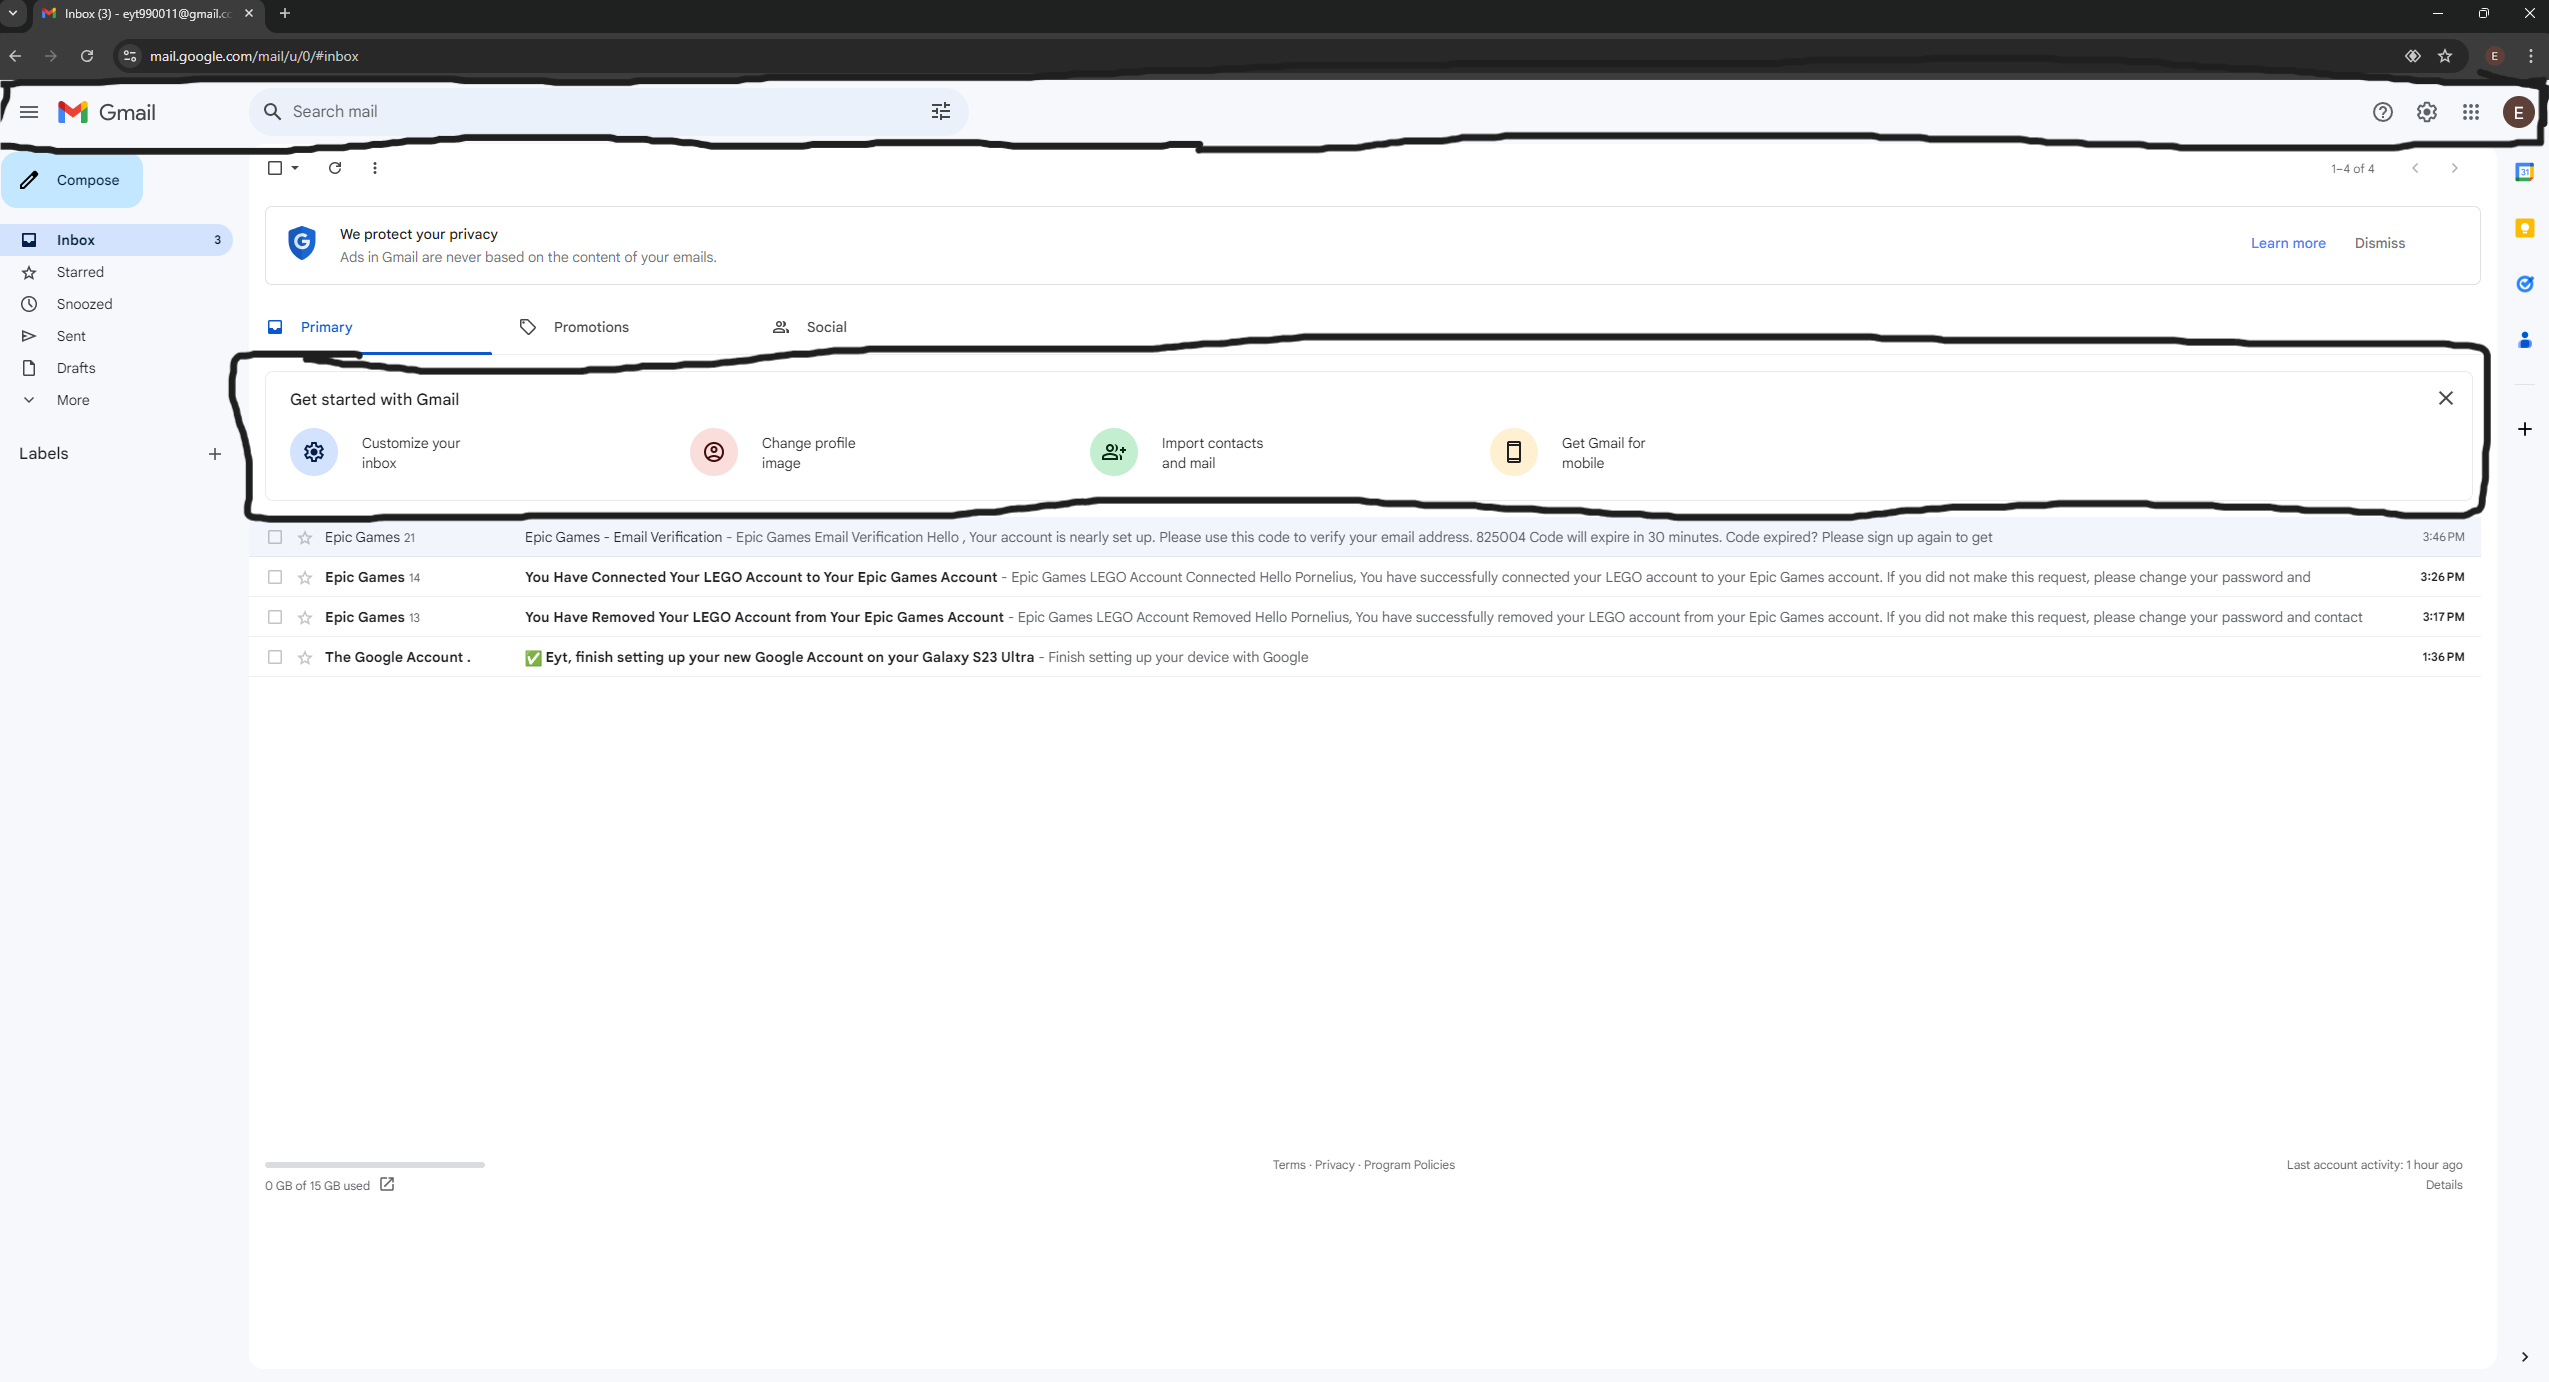 Inbox (3) - eyt990011@gmail.co
mail.google.com/mail/u/0/#inbox
E
Gmail
Search mail
E
Compose
1–4 of 4
31
Inbox 3
Starred
Snoozed
Sent
Drafts
More
Labels
G
We protect your privacy
Ads in Gmail are never based on the content of your emails.
Learn more Dismiss
Primary Promotions Social
Get started with Gmail
Customize your
inbox
Change profile
image
Import contacts
and mail
Get Gmail for
mobile
Epic Games 21 Epic Games - Email Verification - Epic Games Email Verification Hello , Your account is nearly set up. Please use this code to verify your email address. 825004 Code will expire in 30 minutes. Code expired? Please sign up again to get 3:46 PM
Epic Games 14 You Have Connected Your LEGO Account to Your Epic Games Account - Epic Games LEGO Account Connected Hello Pornelius, You have successfully connected your LEGO account to your Epic Games account. If you did not make this request, please change your password and 3:26 PM
Epic Games 13 You Have Removed Your LEGO Account from Your Epic Games Account - Epic Games LEGO Account Removed Hello Pornelius, You have successfully removed your LEGO account from your Epic Games account. If you did not make this request, please change your password and contact 3:17 PM
The Google Account . ✅ Eyt, finish setting up your new Google Account on your Galaxy S23 Ultra - Finish setting up your device with Google 1:36 PM
0 GB of 15 GB used
Terms · Privacy · Program Policies
Last account activity: 1 hour ago
Details